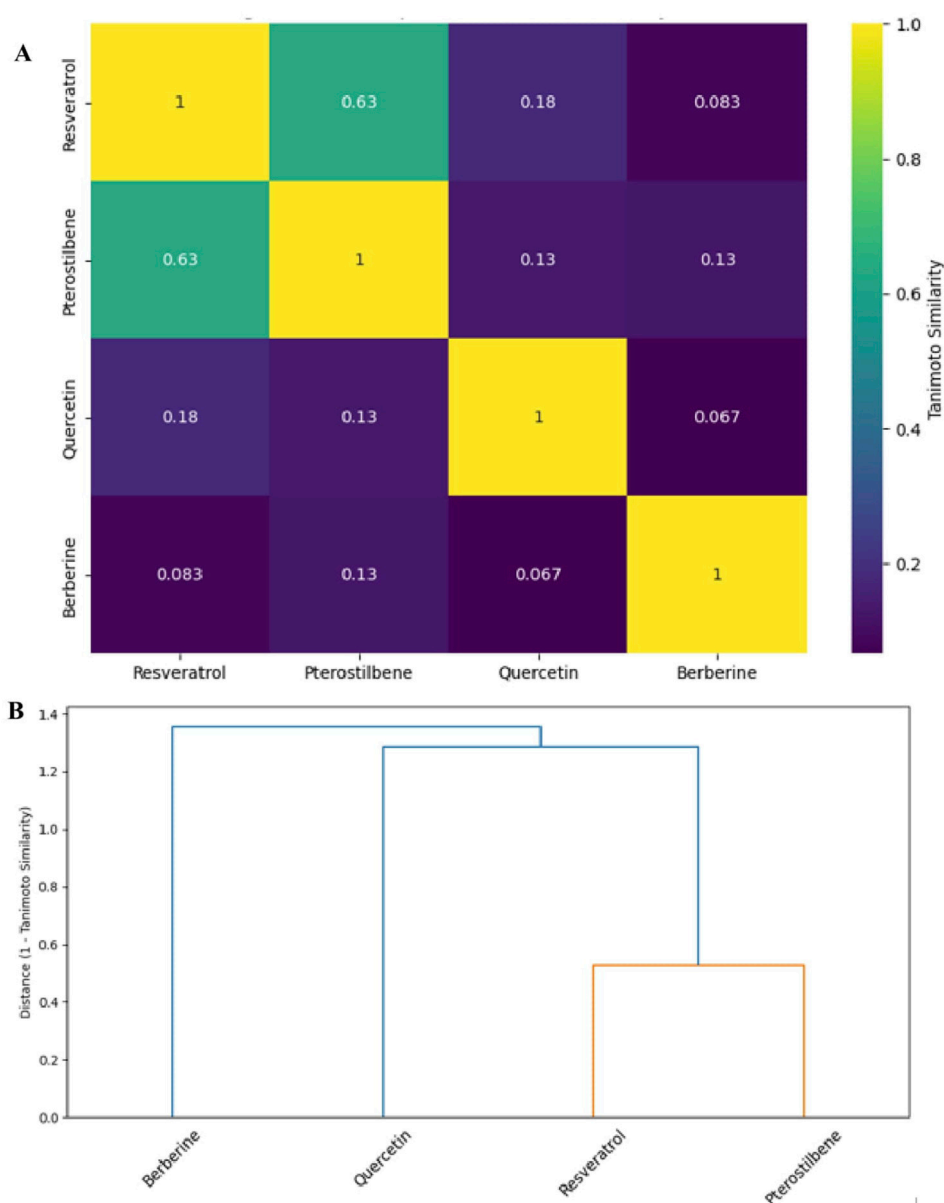 A
Resveratrol
Pterostilbene
Quercetin
Berberine
1 0.63 0.18 0.083
0.63 1 0.13 0.13
0.18 0.13 1 0.067
0.083 0.13 0.067 1
Resveratrol Pterostilbene Quercetin Berberine
1.0
0.8
0.6
0.4
0.2
Tanimoto Similarity
B
Distance (1 - Tanimoto Similarity)
1.4
1.2
1.0
0.8
0.6
0.4
0.2
0.0
Berberine Quercetin Resveratrol Pterostilbene